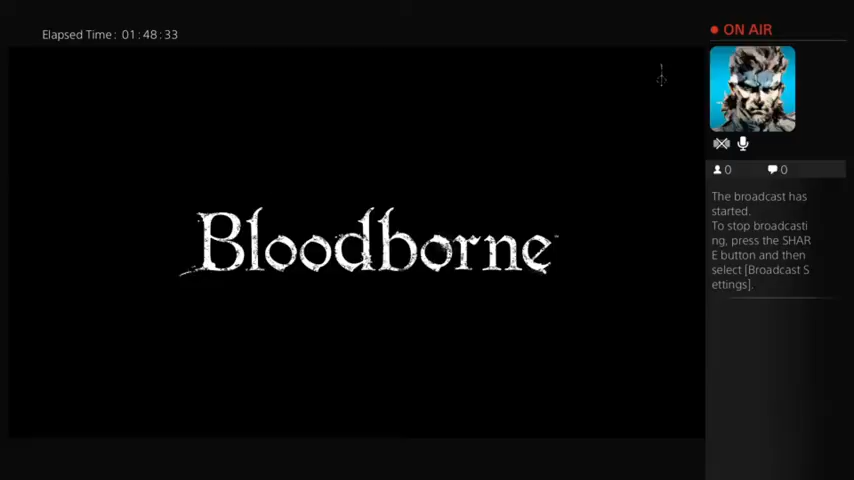 Elapsed Time: 01:48:33
ON AIR
Bloodborne
0 0
The broadcast has
started.
To stop broadcasti
ng, press the SHAR
E button and then
select [Broadcast S
ettings].